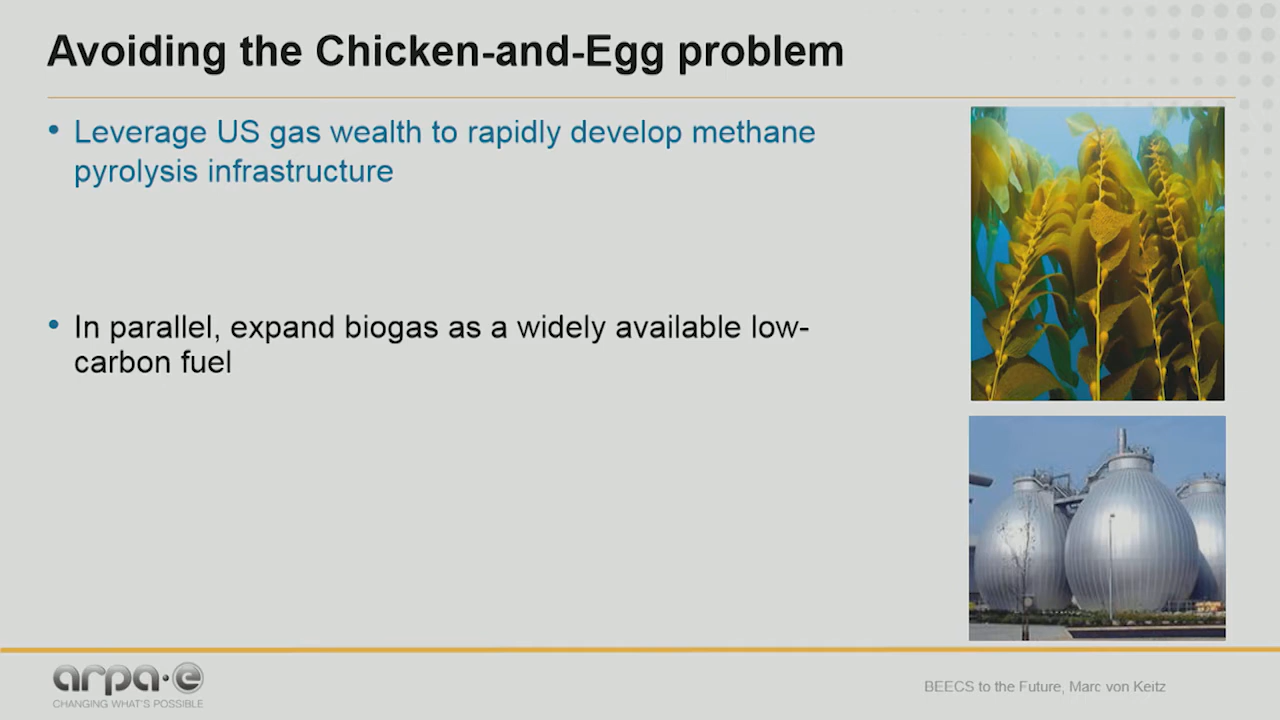 Avoiding the Chicken-and-Egg problem
• Leverage US gas wealth to rapidly develop methane
pyrolysis infrastructure
• In parallel, expand biogas as a widely available low-
carbon fuel
arpa·e
CHANGING WHAT'S POSSIBLE
BEECS to the Future, Marc von Keitz